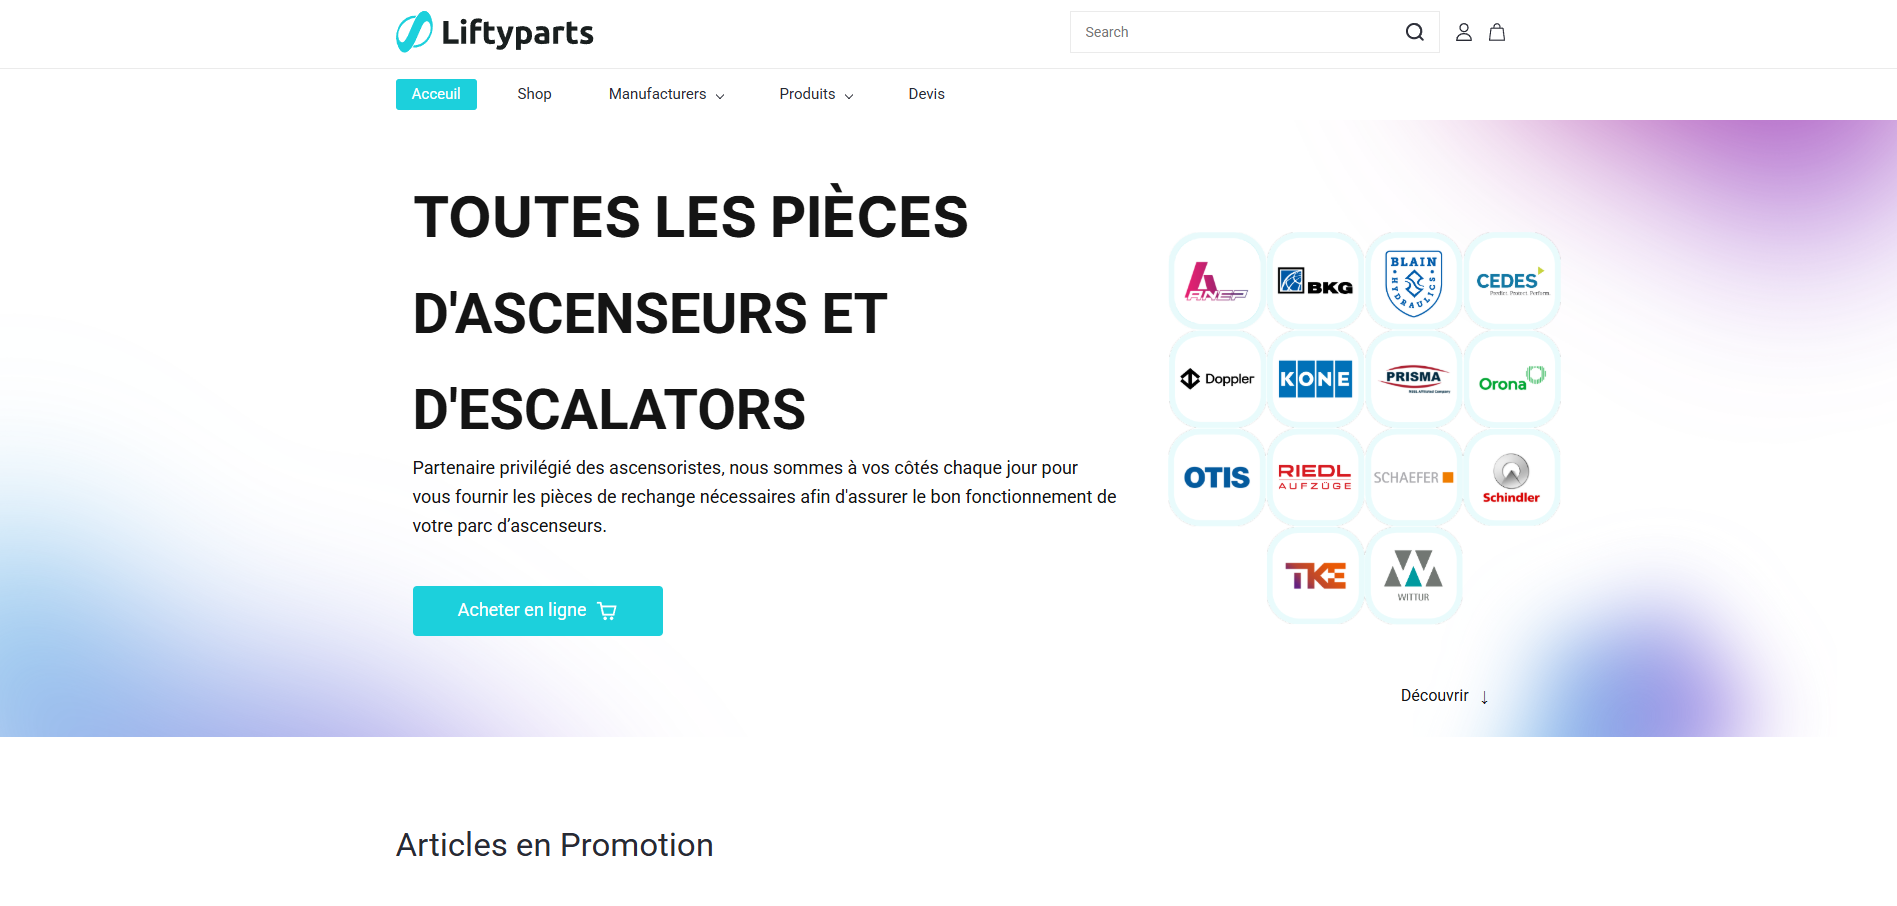 Liftyparts
Search
Acceuil Shop Manufacturers Produits Devis
TOUTES LES PIÈCES
D'ASCENSEURS ET
D'ESCALATORS
Partenaire privilégié des ascensoristes, nous sommes à vos côtés chaque jour pour
vous fournir les pièces de rechange nécessaires afin d'assurer le bon fonctionnement de
votre parc d’ascenseurs.
Acheter en ligne
ANEP
BKG
BLAIN
HYDRAULICS
CEDES
Predict. Protect. Perform.
Doppler
KONE
PRISMA
Orona
OTIS
RIEDL
AUFZÜGE
SCHAEFER
Schindler
TKE
WITTUR
Découvrir ↓
Articles en Promotion